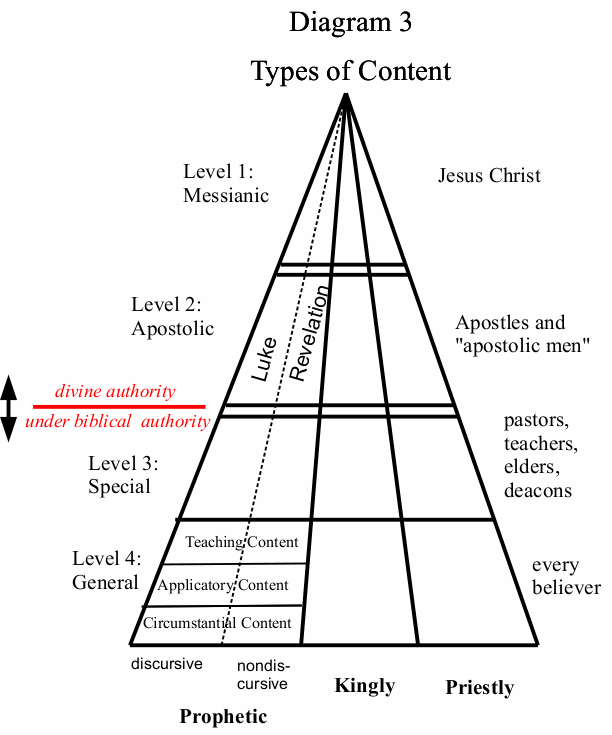 Diagram 3
Types of Content
Level 1:
Messianic
Jesus Christ
Level 2:
Apostolic
Luke
Revelation
Apostles and
"apostolic men"
divine authority
under biblical authority
pastors,
teachers,
elders,
deacons
Level 3:
Special
Level 4:
General
Teaching Content
Applicatory Content
Circumstantial Content
every
believer
discursive
nondis-
cursive
Kingly
Priestly
Prophetic